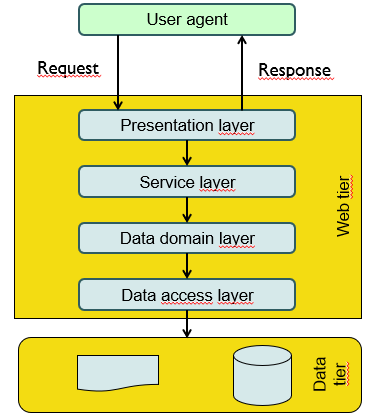 User agent
Request
Response
Presentation layer
Service layer
Data domain layer
Data access layer
Web tier
Data
tier